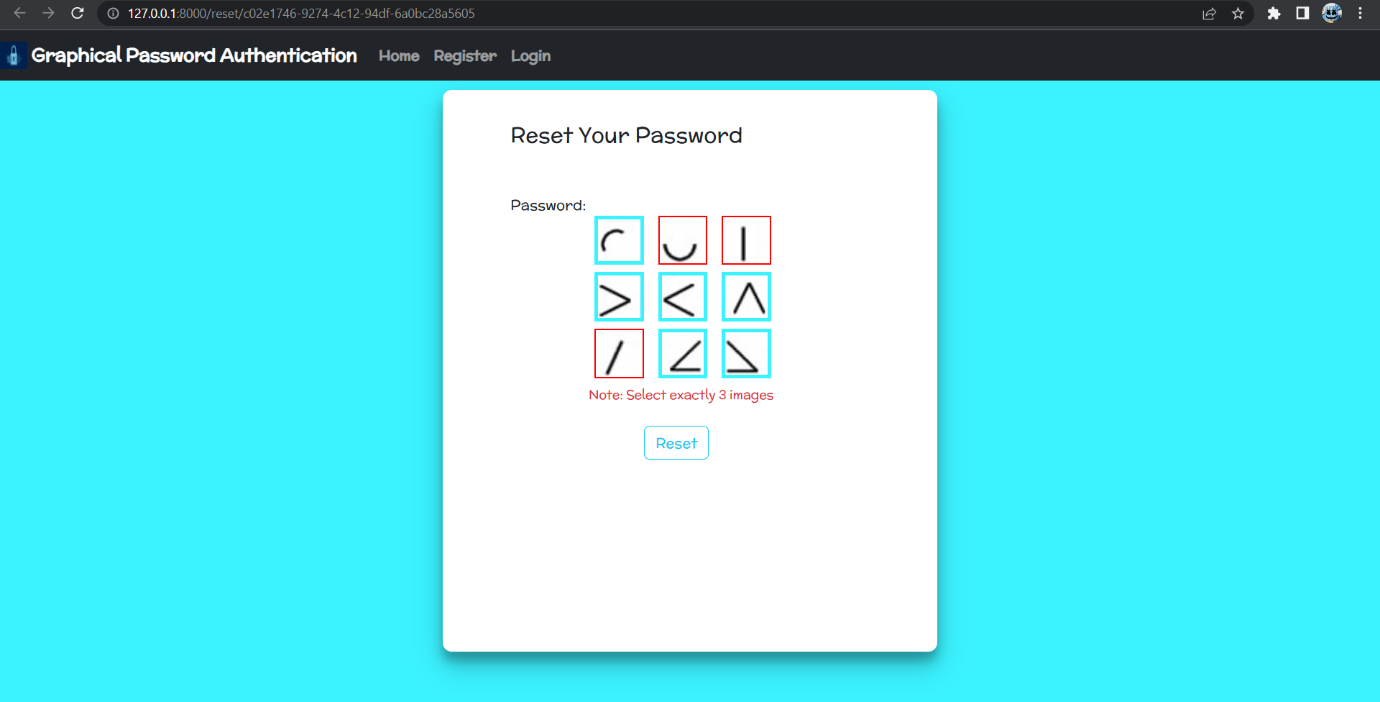 127.0.0.1:8000/reset/c02e1746-9274-4c12-94df-6a0bc28a5605
Graphical Password Authentication Home Register Login
Reset Your Password
Password:
Note: Select exactly 3 images
Reset